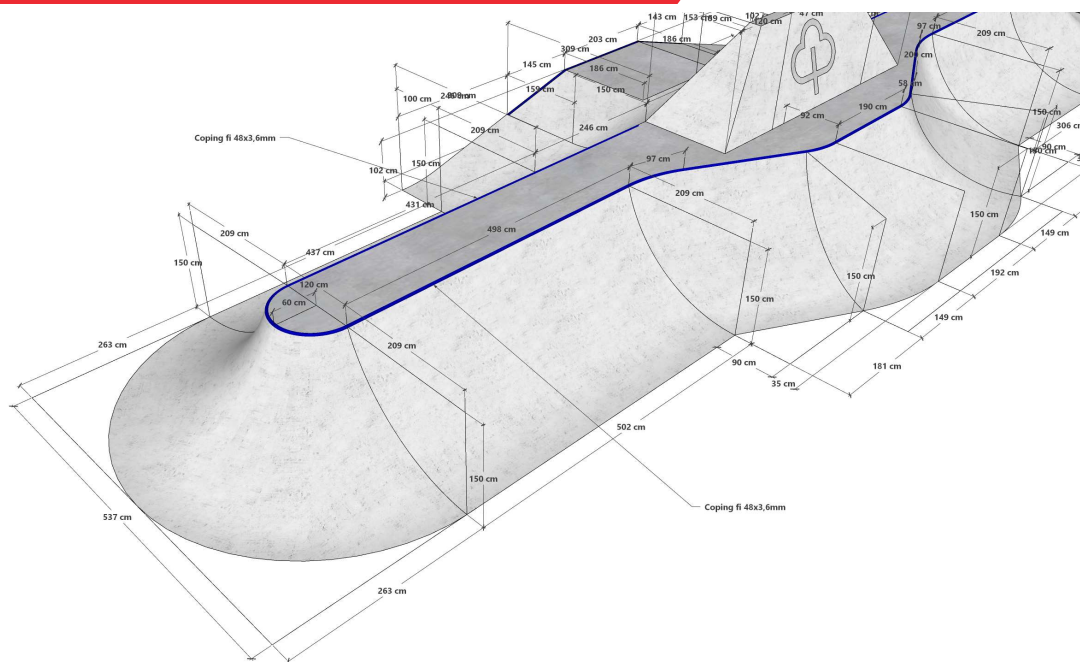 143 cm
153 cm
120 cm
47 cm
97 cm
209 cm
203 cm
186 cm
309 cm
145 cm
186 cm
159 cm
150 cm
100 cm
58 cm
190 cm
92 cm
150 cm
306 cm
90 cm
209 cm
246 cm
Coping fi 48x3,6mm
150 cm
102 cm
97 cm
209 cm
431 cm
150 cm
209 cm
498 cm
149 cm
437 cm
150 cm
192 cm
150 cm
120 cm
60 cm
150 cm
149 cm
263 cm
209 cm
90 cm
181 cm
35 cm
502 cm
150 cm
Coping fi 48x3,6mm
537 cm
263 cm